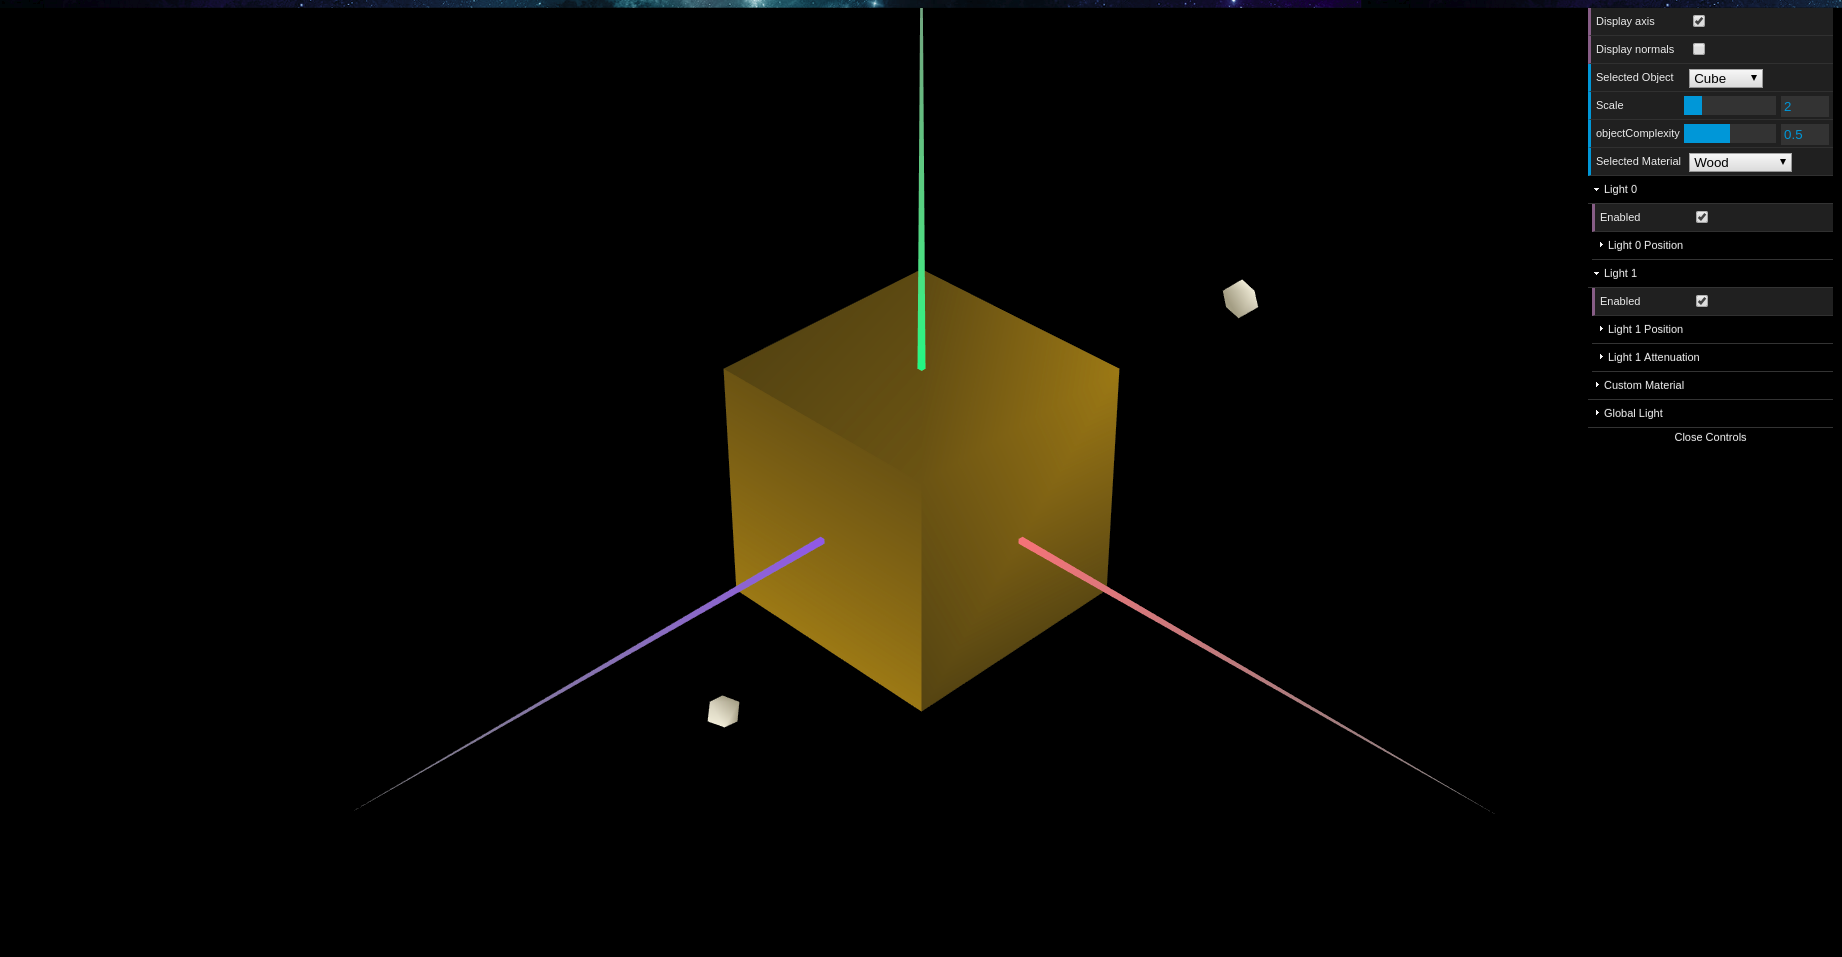 Display axis
Display normals
Selected Object Cube
Scale 2
objectComplexity 0.5
Selected Material Wood
Light 0
Enabled
Light 0 Position
Light 1
Enabled
Light 1 Position
Light 1 Attenuation
Custom Material
Global Light
Close Controls